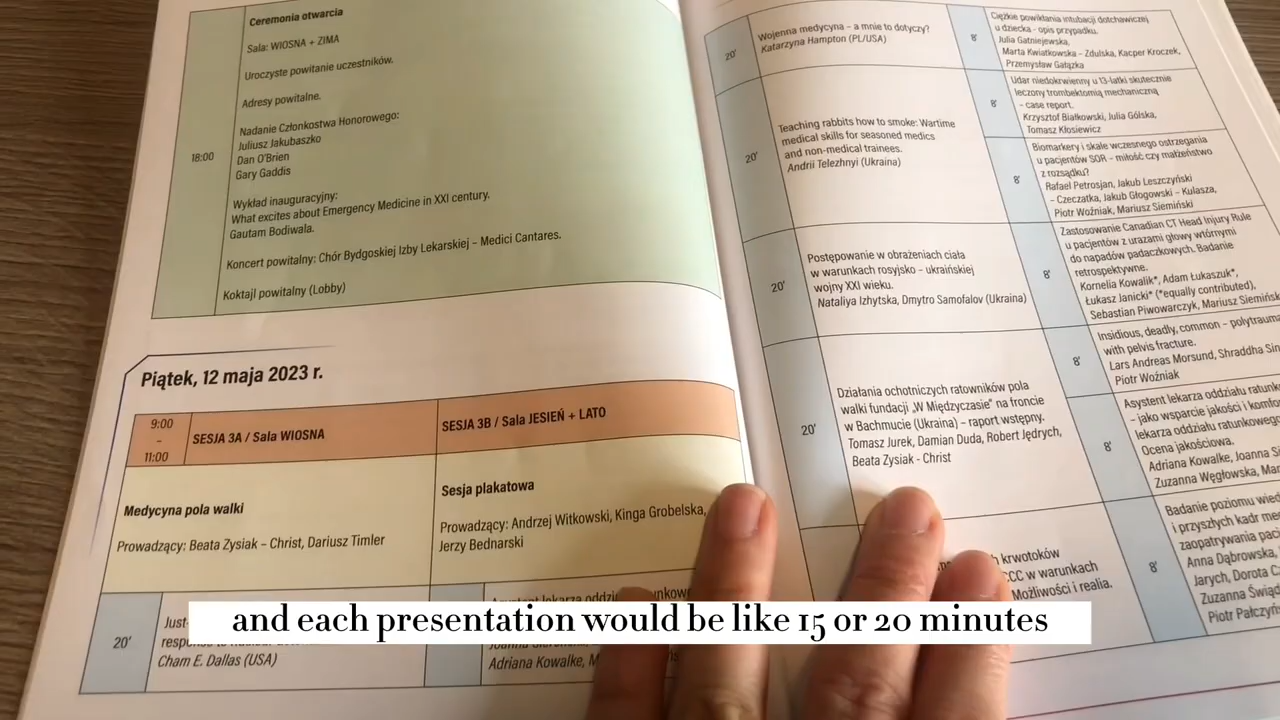 Ceremonia otwarcia
Sala: WIOSNA + ZIMA
Uroczyste powitanie uczestników.
Adresy powitalne.
Nadanie Członkostwa Honorowego:
Juliusz Jakubaszko
Dan O'Brien
Gary Gaddis
18:00
Wykład inauguracyjny:
What excites about Emergency Medicine in XXI century.
Gautam Bodiwala.
Koncert powitalny: Chór Bydgoskiej Izby Lekarskiej – Medici Cantares.
Koktajl powitalny (Lobby)
Piątek, 12 maja 2023 r.
9:00
–
11:00
SESJA 3A / Sala WIOSNA
SESJA 3B / Sala JESIEŃ + LATO
Medycyna pola walki
Prowadzący: Beata Zysiak – Christ, Dariusz Timler
Sesja plakatowa
Prowadzący: Andrzej Witkowski, Kinga Grobelska,
Jerzy Bednarski
20'
Just-
Cham E. Dallas (USA)
Adriana Kowalke, M
20'
Wojenna medycyna – a mnie to dotyczy?
Katarzyna Hampton (PL/USA)
20'
Teaching rabbits how to smoke: Wartime
medical skills for seasoned medics
and non-medical trainees.
Andrii Telezhnyi (Ukraina)
20'
Postępowanie w obrażeniach ciała
w warunkach rosyjsko – ukraińskiej
wojny XXI wieku.
Nataliya Izhytska, Dmytro Samofalov (Ukraina)
20'
Działania ochotniczych ratowników pola
walki fundacji „W Międzyczasie" na froncie
w Bachmucie (Ukraina) – raport wstępny.
Tomasz Jurek, Damian Duda, Robert Jędrych,
Beata Zysiak - Christ
krwotoków
CCC w warunkach
Możliwości i realia.
8'
Ciężkie powikłania intubacji dotchawiczej
u dziecka - opis przypadku.
Julia Gatniejewska,
Marta Kwiatkowska – Zdulska, Kacper Kroczek,
Przemysław Gałązka
8'
Udar niedokrwienny u 13-latki skutecznie
leczony trombektomią mechaniczną
- case report.
Krzysztof Białkowski, Julia Gólska,
Tomasz Kłosiewicz
8'
Biomarkery i skale wczesnego ostrzegania
u pacjentów SOR – miłość czy małżeństwo
z rozsądku?
Rafael Petrosjan, Jakub Leszczyński
- Czeczatka, Jakub Głogowski – Kulasza,
Piotr Woźniak, Mariusz Siemiński
8'
Zastosowanie Canadian CT Head Injury Rule
u pacjentów z urazami głowy wtórnymi
do napadów padaczkowych. Badanie
retrospektywne.
Kornelia Kowalik*, Adam Łukaszuk*,
Łukasz Janicki* (*equally contributed),
Sebastian Piwowarczyk, Mariusz Siemińsk
8'
Insidious, deadly, common – polytrauma
with pelvis fracture.
Lars Andreas Morsund, Shraddha Sin
Piotr Woźniak
8'
Asystent lekarza oddziału ratunk
– jako wsparcie jakości i komfo
lekarza oddziału ratunkowego
Ocena jakościowa.
Adriana Kowalke, Joanna S
Zuzanna Węgłowska, Mar
8'
Badanie poziomu wied
i przyszłych kadr med
zaopatrywania pacj
Anna Dąbrowska,
Jarych, Dorota C
Zuzanna Świąd
Piotr Pałczyń
and each presentation would be like 15 or 20 minutes